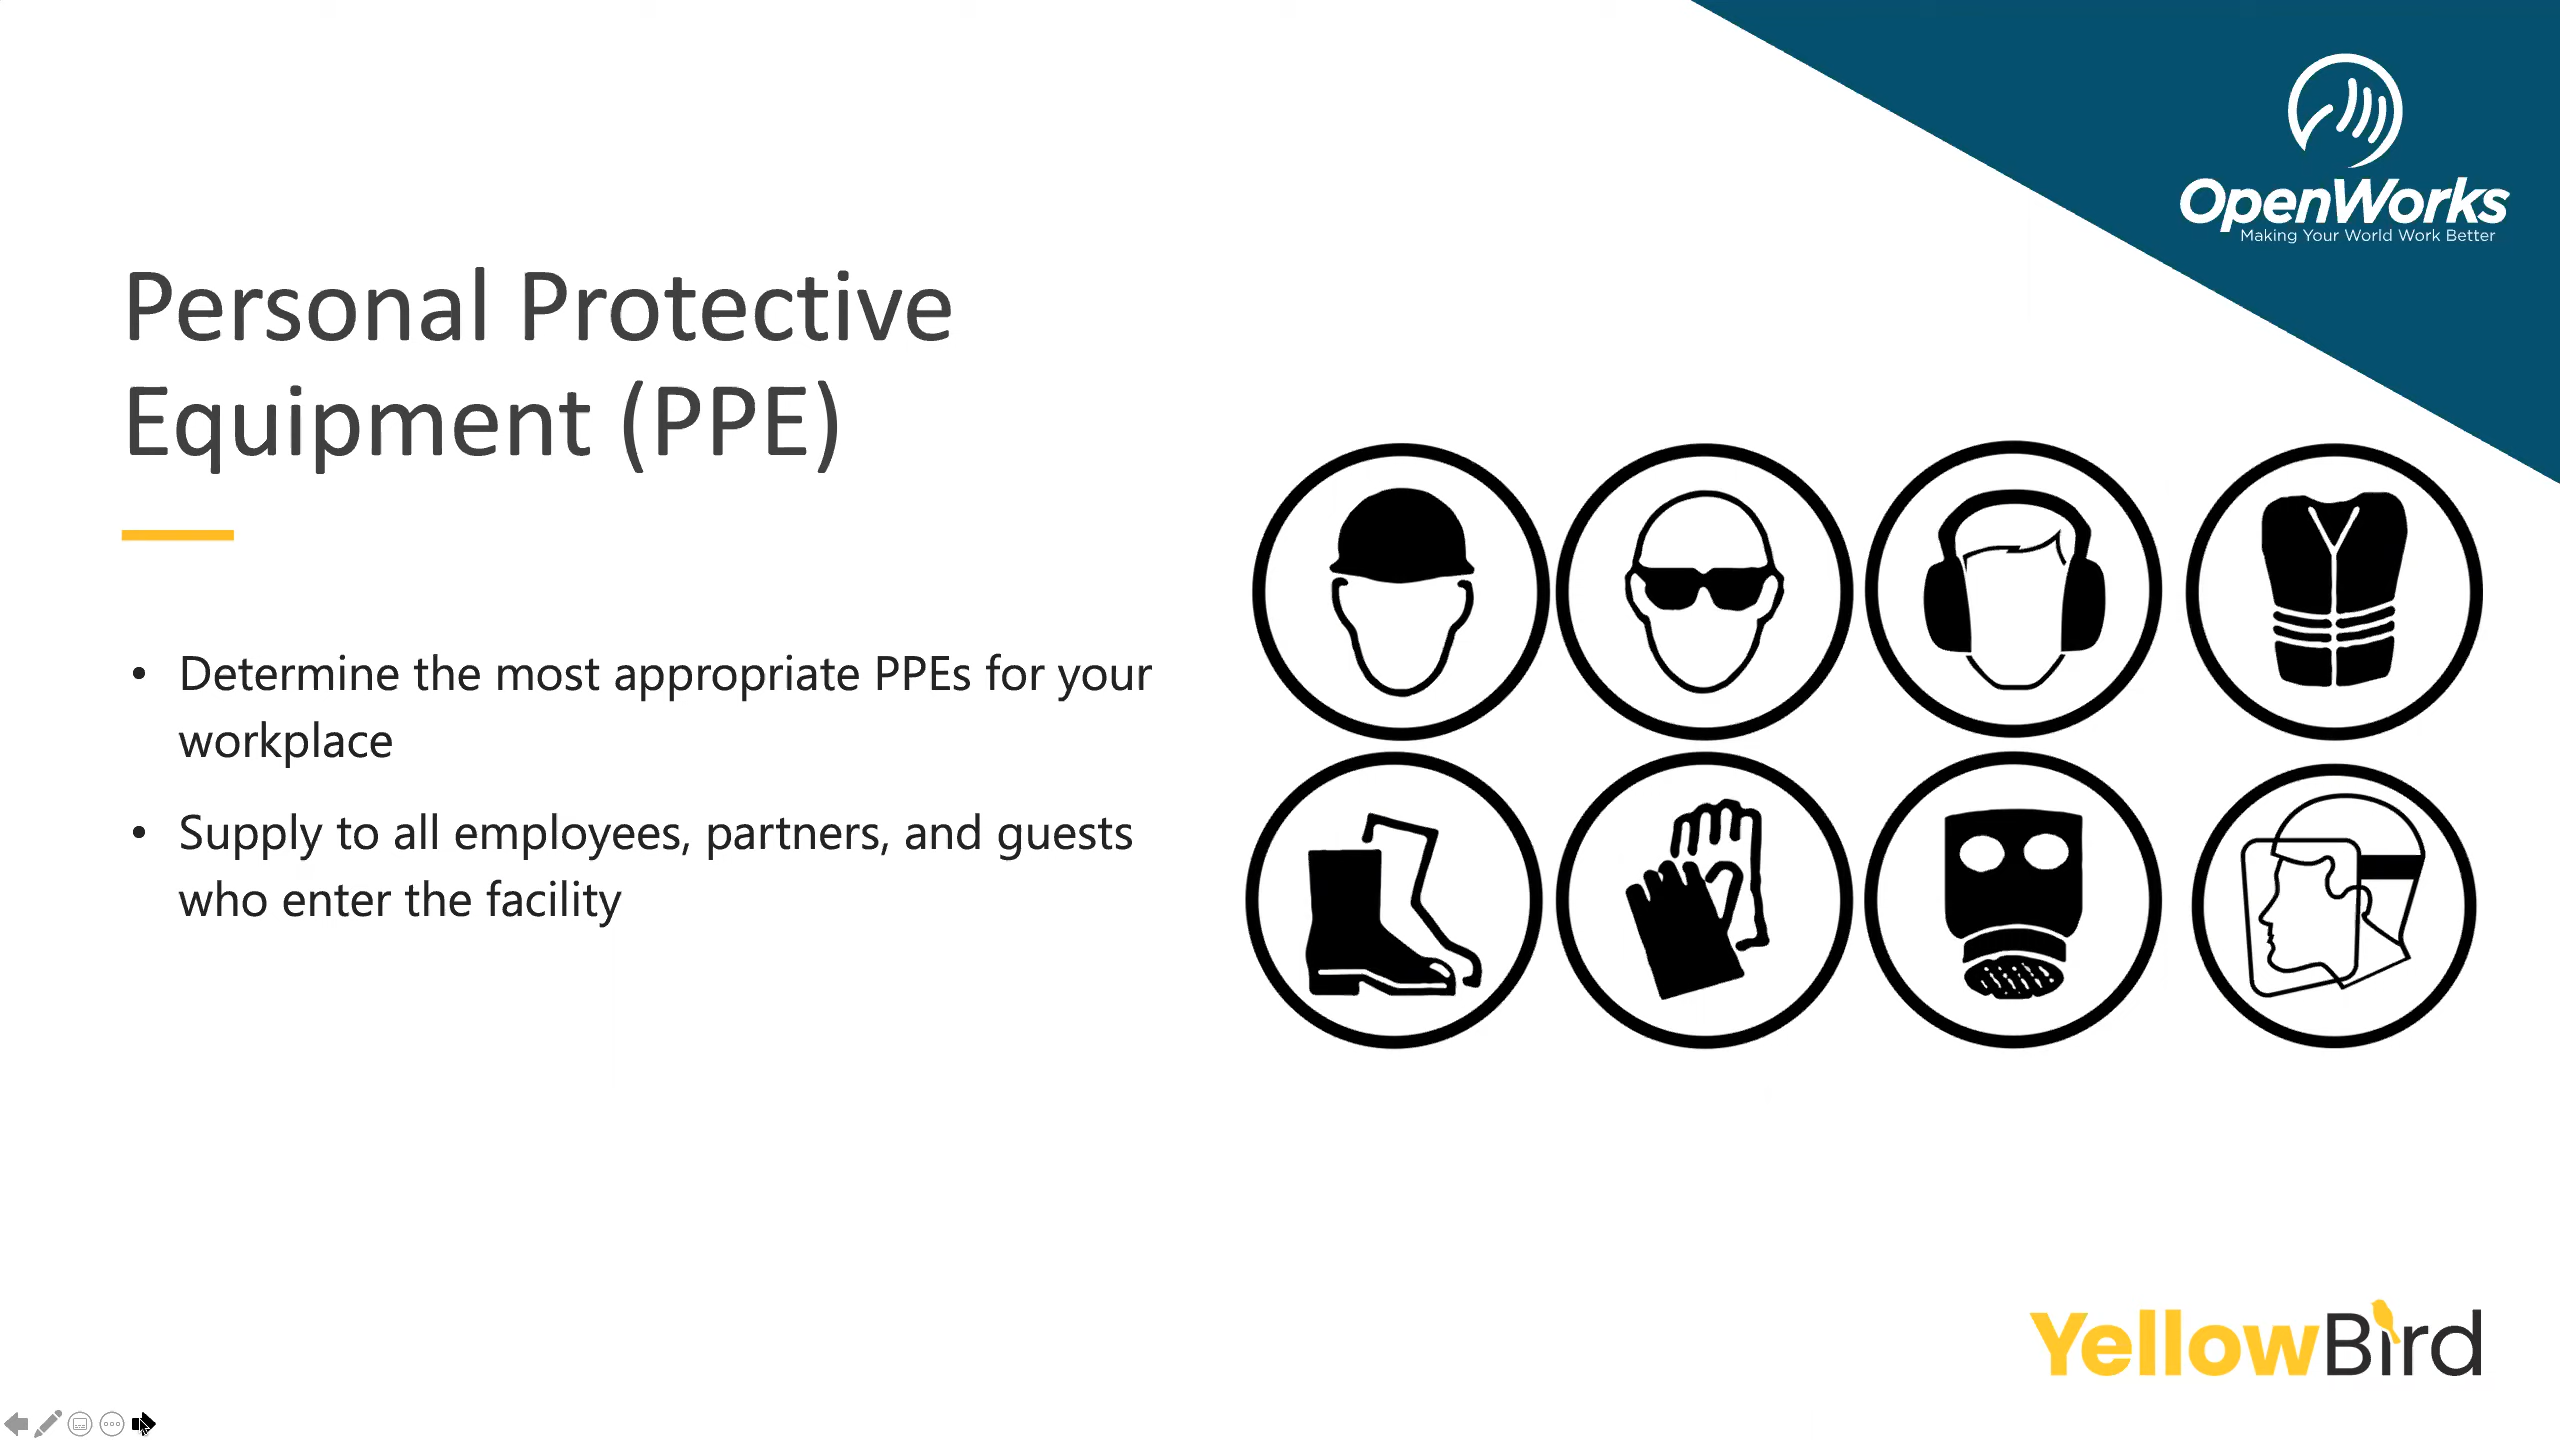 OpenWorks
Making Your World Work Better
Personal Protective
Equipment (PPE)
• Determine the most appropriate PPEs for your
workplace
• Supply to all employees, partners, and guests
who enter the facility
YellowBird